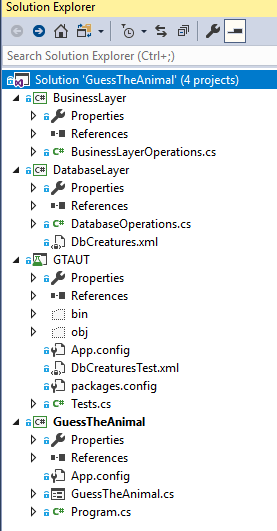 Solution Explorer
Search Solution Explorer (Ctrl+;)
Solution 'GuessTheAnimal' (4 projects)
C# BusinessLayer
Properties
References
C# BusinessLayerOperations.cs
C# DatabaseLayer
Properties
References
C# DatabaseOperations.cs
DbCreatures.xml
GTAUT
Properties
References
bin
obj
App.config
DbCreaturesTest.xml
packages.config
C# Tests.cs
C# GuessTheAnimal
Properties
References
App.config
GuessTheAnimal.cs
C# Program.cs